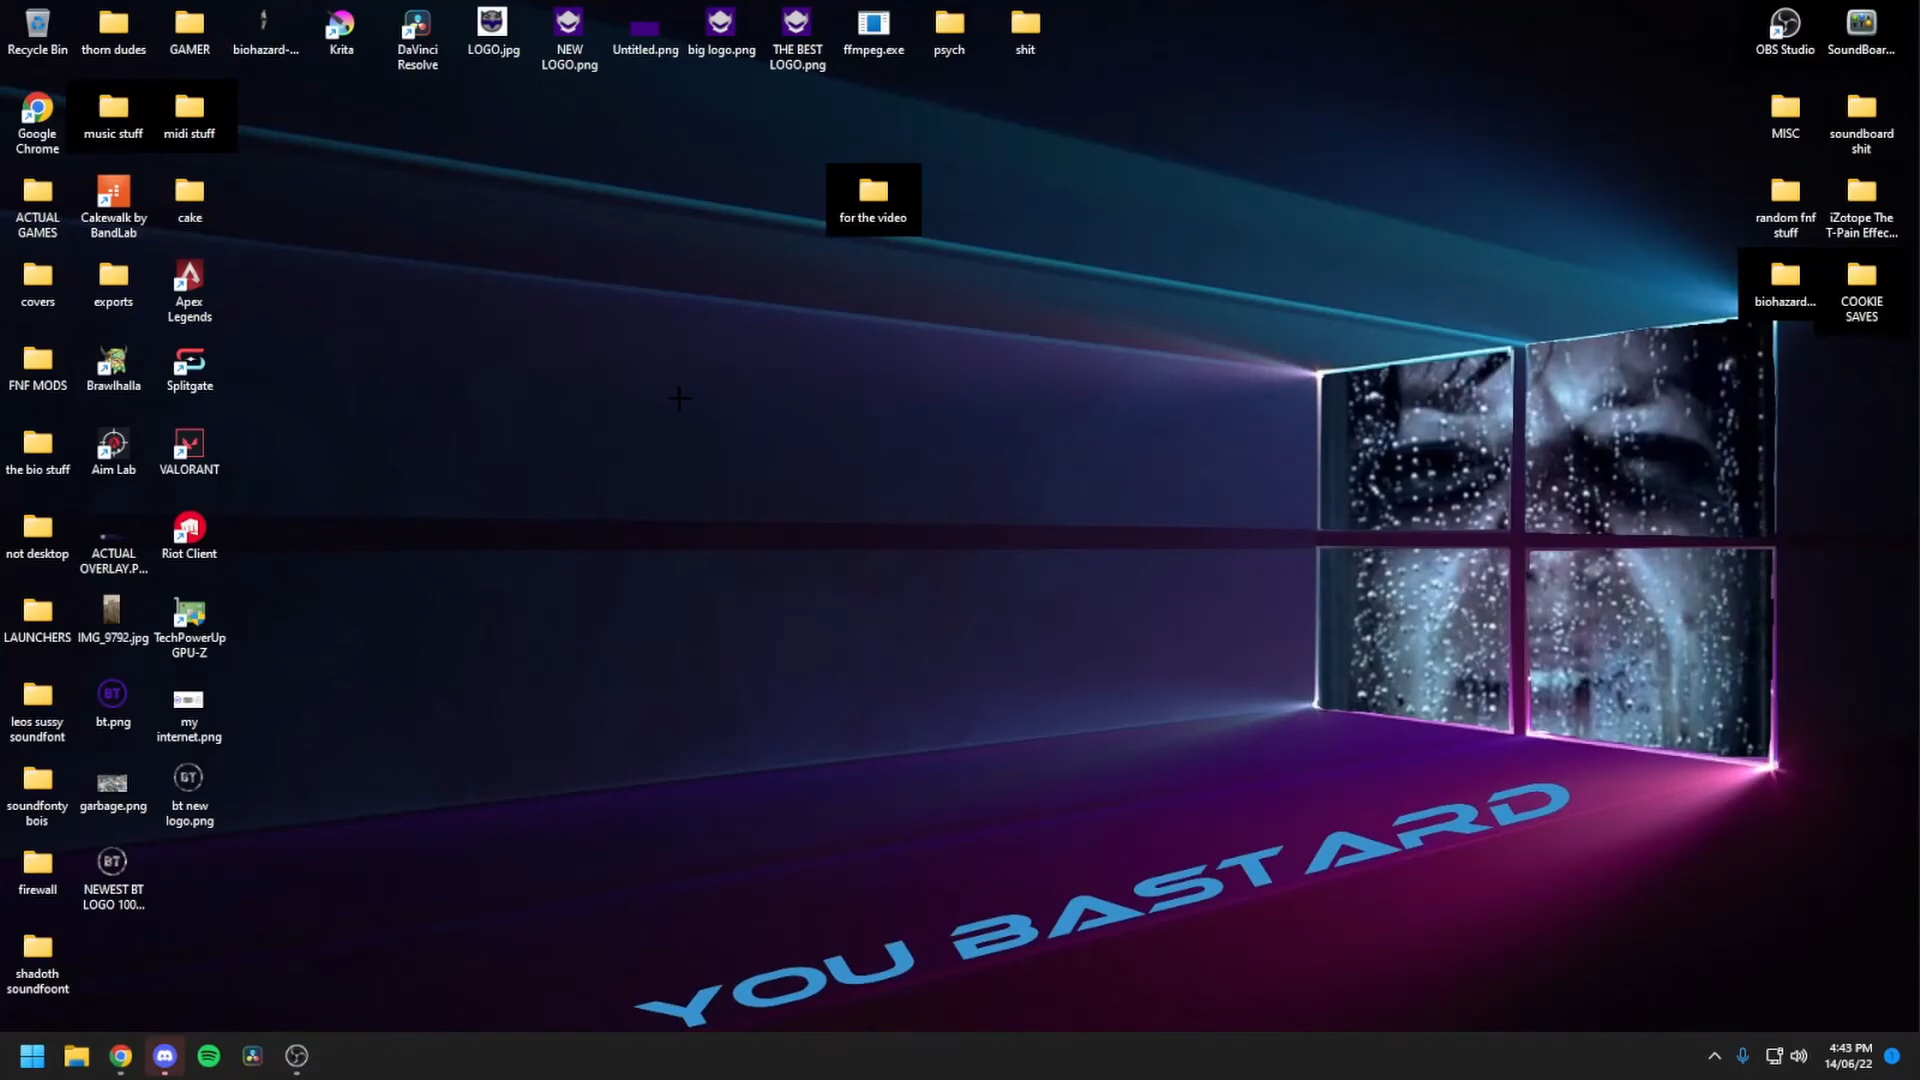 Recycle Bin
thorn dudes
GAMER
biohazard-...
Krita
DaVinci
Resolve
LOGO.jpg
NEW
LOGO.png
Untitled.png
big logo.png
THE BEST
LOGO.png
ffmpeg.exe
psych
shit
OBS Studio
SoundBoar...
Google
Chrome
music stuff
midi stuff
MISC
soundboard
shit
ACTUAL
GAMES
Cakewalk by
BandLab
cake
for the video
random fnf
stuff
iZotope The
T-Pain Effec...
covers
exports
Apex
Legends
biohazard...
COOKIE
SAVES
FNF MODS
Brawlhalla
Splitgate
the bio stuff
Aim Lab
VALORANT
not desktop
ACTUAL
OVERLAY.P...
Riot Client
LAUNCHERS
IMG_9792.jpg
TechPowerUp
GPU-Z
leos sussy
soundfont
BT
bt.png
my
internet.png
soundfonty
bois
garbage.png
BT
bt new
logo.png
firewall
BT
NEWEST BT
LOGO 100...
shadoth
soundfoont
YOU BASTARD
4:43 PM
14/06/22
1